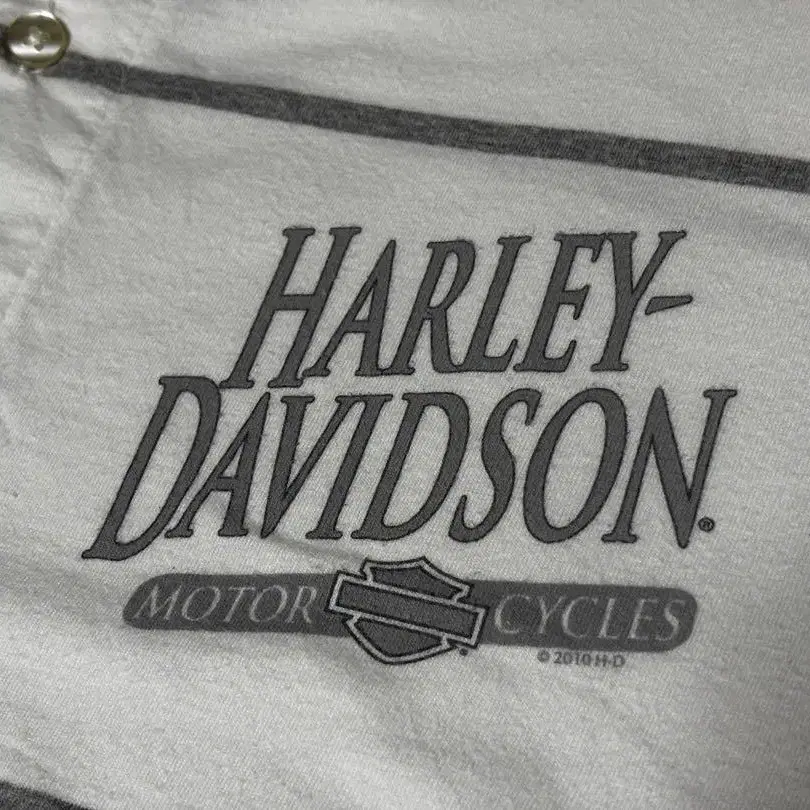 HARLEY-
DAVIDSON®
MOTOR CYCLES
© 2010 H-D